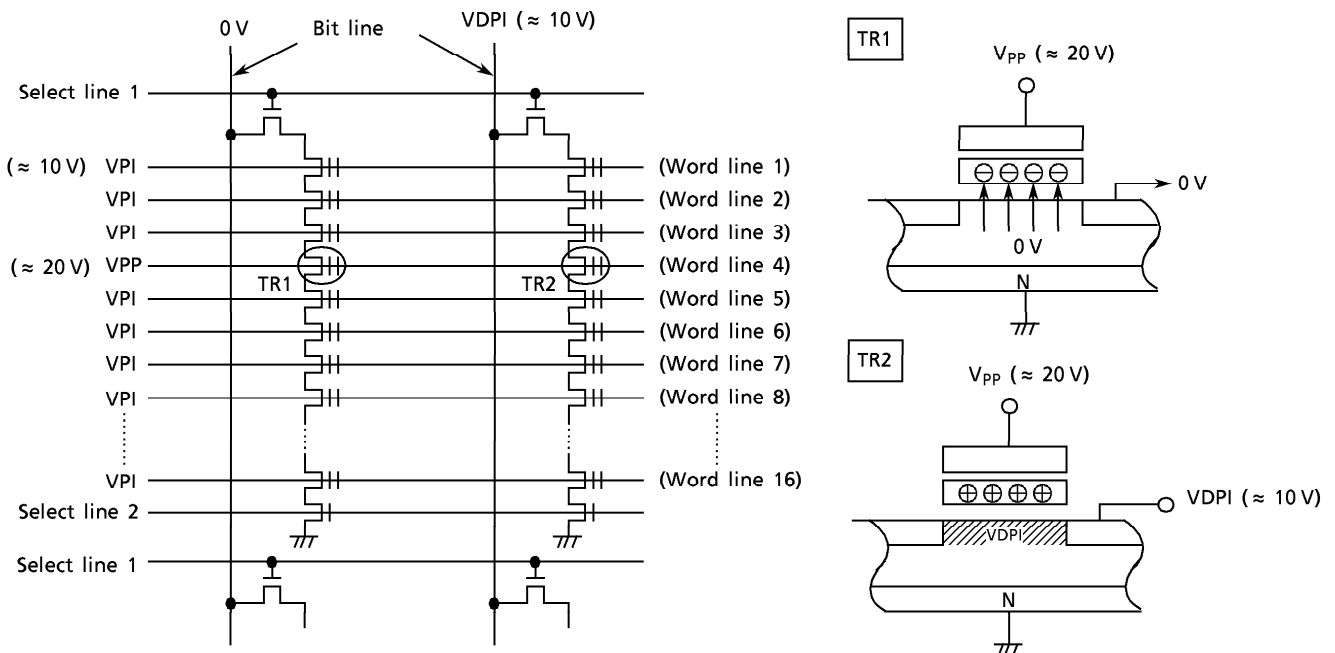 0 V
Bit line
VDPI (≈ 10 V)
Select line 1
(≈ 10 V) VPI (Word line 1)
VPI (Word line 2)
VPI (Word line 3)
(≈ 20 V) VPP (Word line 4)
TR1 TR2
VPI (Word line 5)
VPI (Word line 6)
VPI (Word line 7)
VPI (Word line 8)
VPI (Word line 16)
Select line 2
Select line 1
TR1
VPP (≈ 20 V)
0 V
0 V
N
TR2
VPP (≈ 20 V)
VDPI (≈ 10 V)
VDPI
N